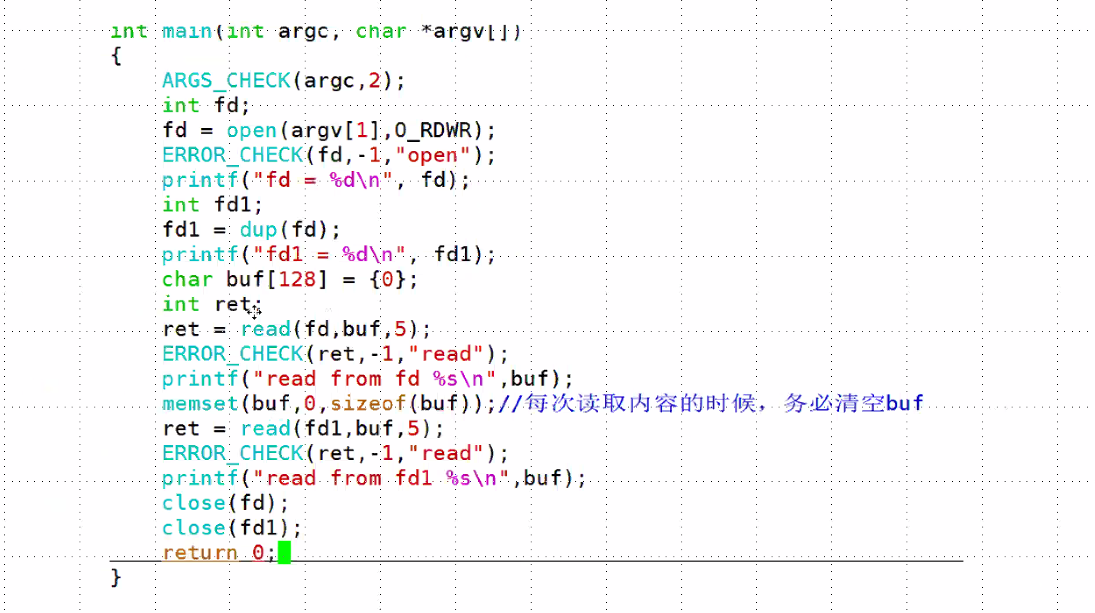 int main(int argc, char *argv[])
{
    ARGS_CHECK(argc,2);
    int fd;
    fd = open(argv[1],O_RDWR);
    ERROR_CHECK(fd,-1,"open");
    printf("fd = %d\n", fd);
    int fd1;
    fd1 = dup(fd);
    printf("fd1 = %d\n", fd1);
    char buf[128] = {0};
    int ret;
    ret = read(fd,buf,5);
    ERROR_CHECK(ret,-1,"read");
    printf("read from fd %s\n",buf);
    memset(buf,0,sizeof(buf));//每次读取内容的时候，务必清空buf
    ret = read(fd1,buf,5);
    ERROR_CHECK(ret,-1,"read");
    printf("read from fd1 %s\n",buf);
    close(fd);
    close(fd1);
    return 0;
}